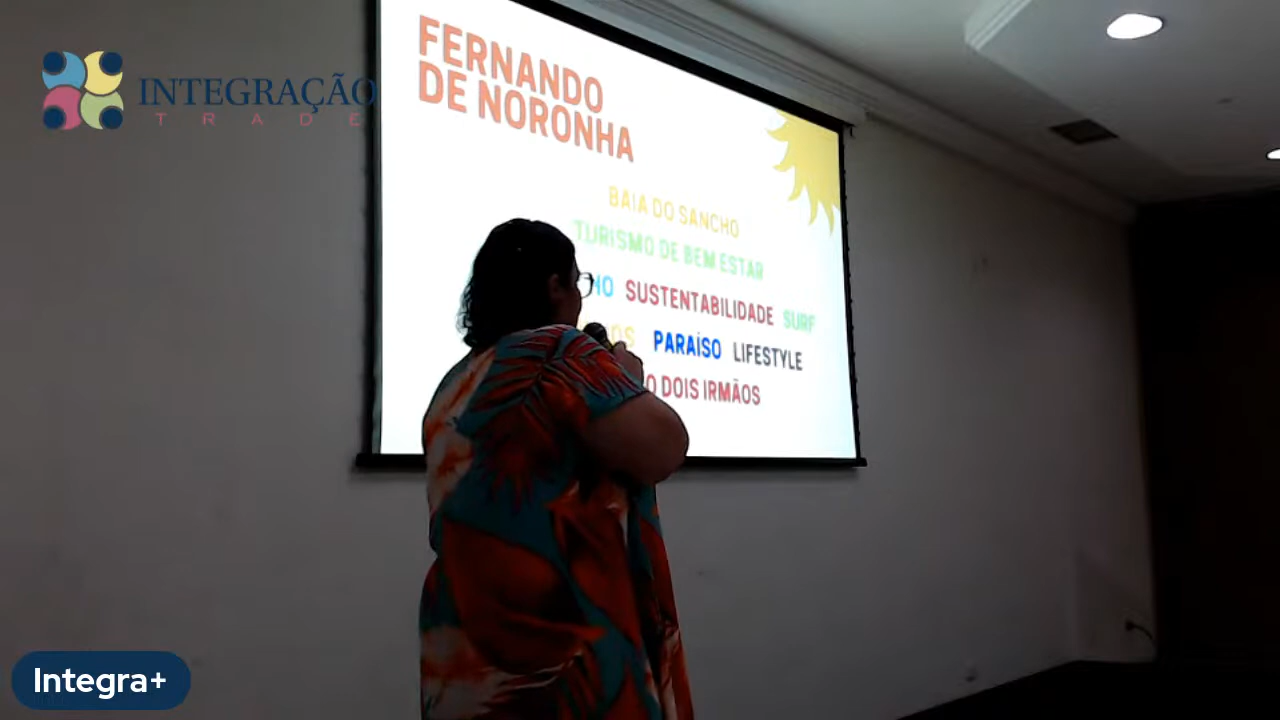 INTEGRAÇÃO
TRADE
FERNANDO
DE NORONHA
BAIA DO SANCHO
TURISMO DE BEM ESTAR
SUSTENTABILIDADE SURF
PARAÍSO LIFESTYLE
DOIS IRMÃOS
Integra+